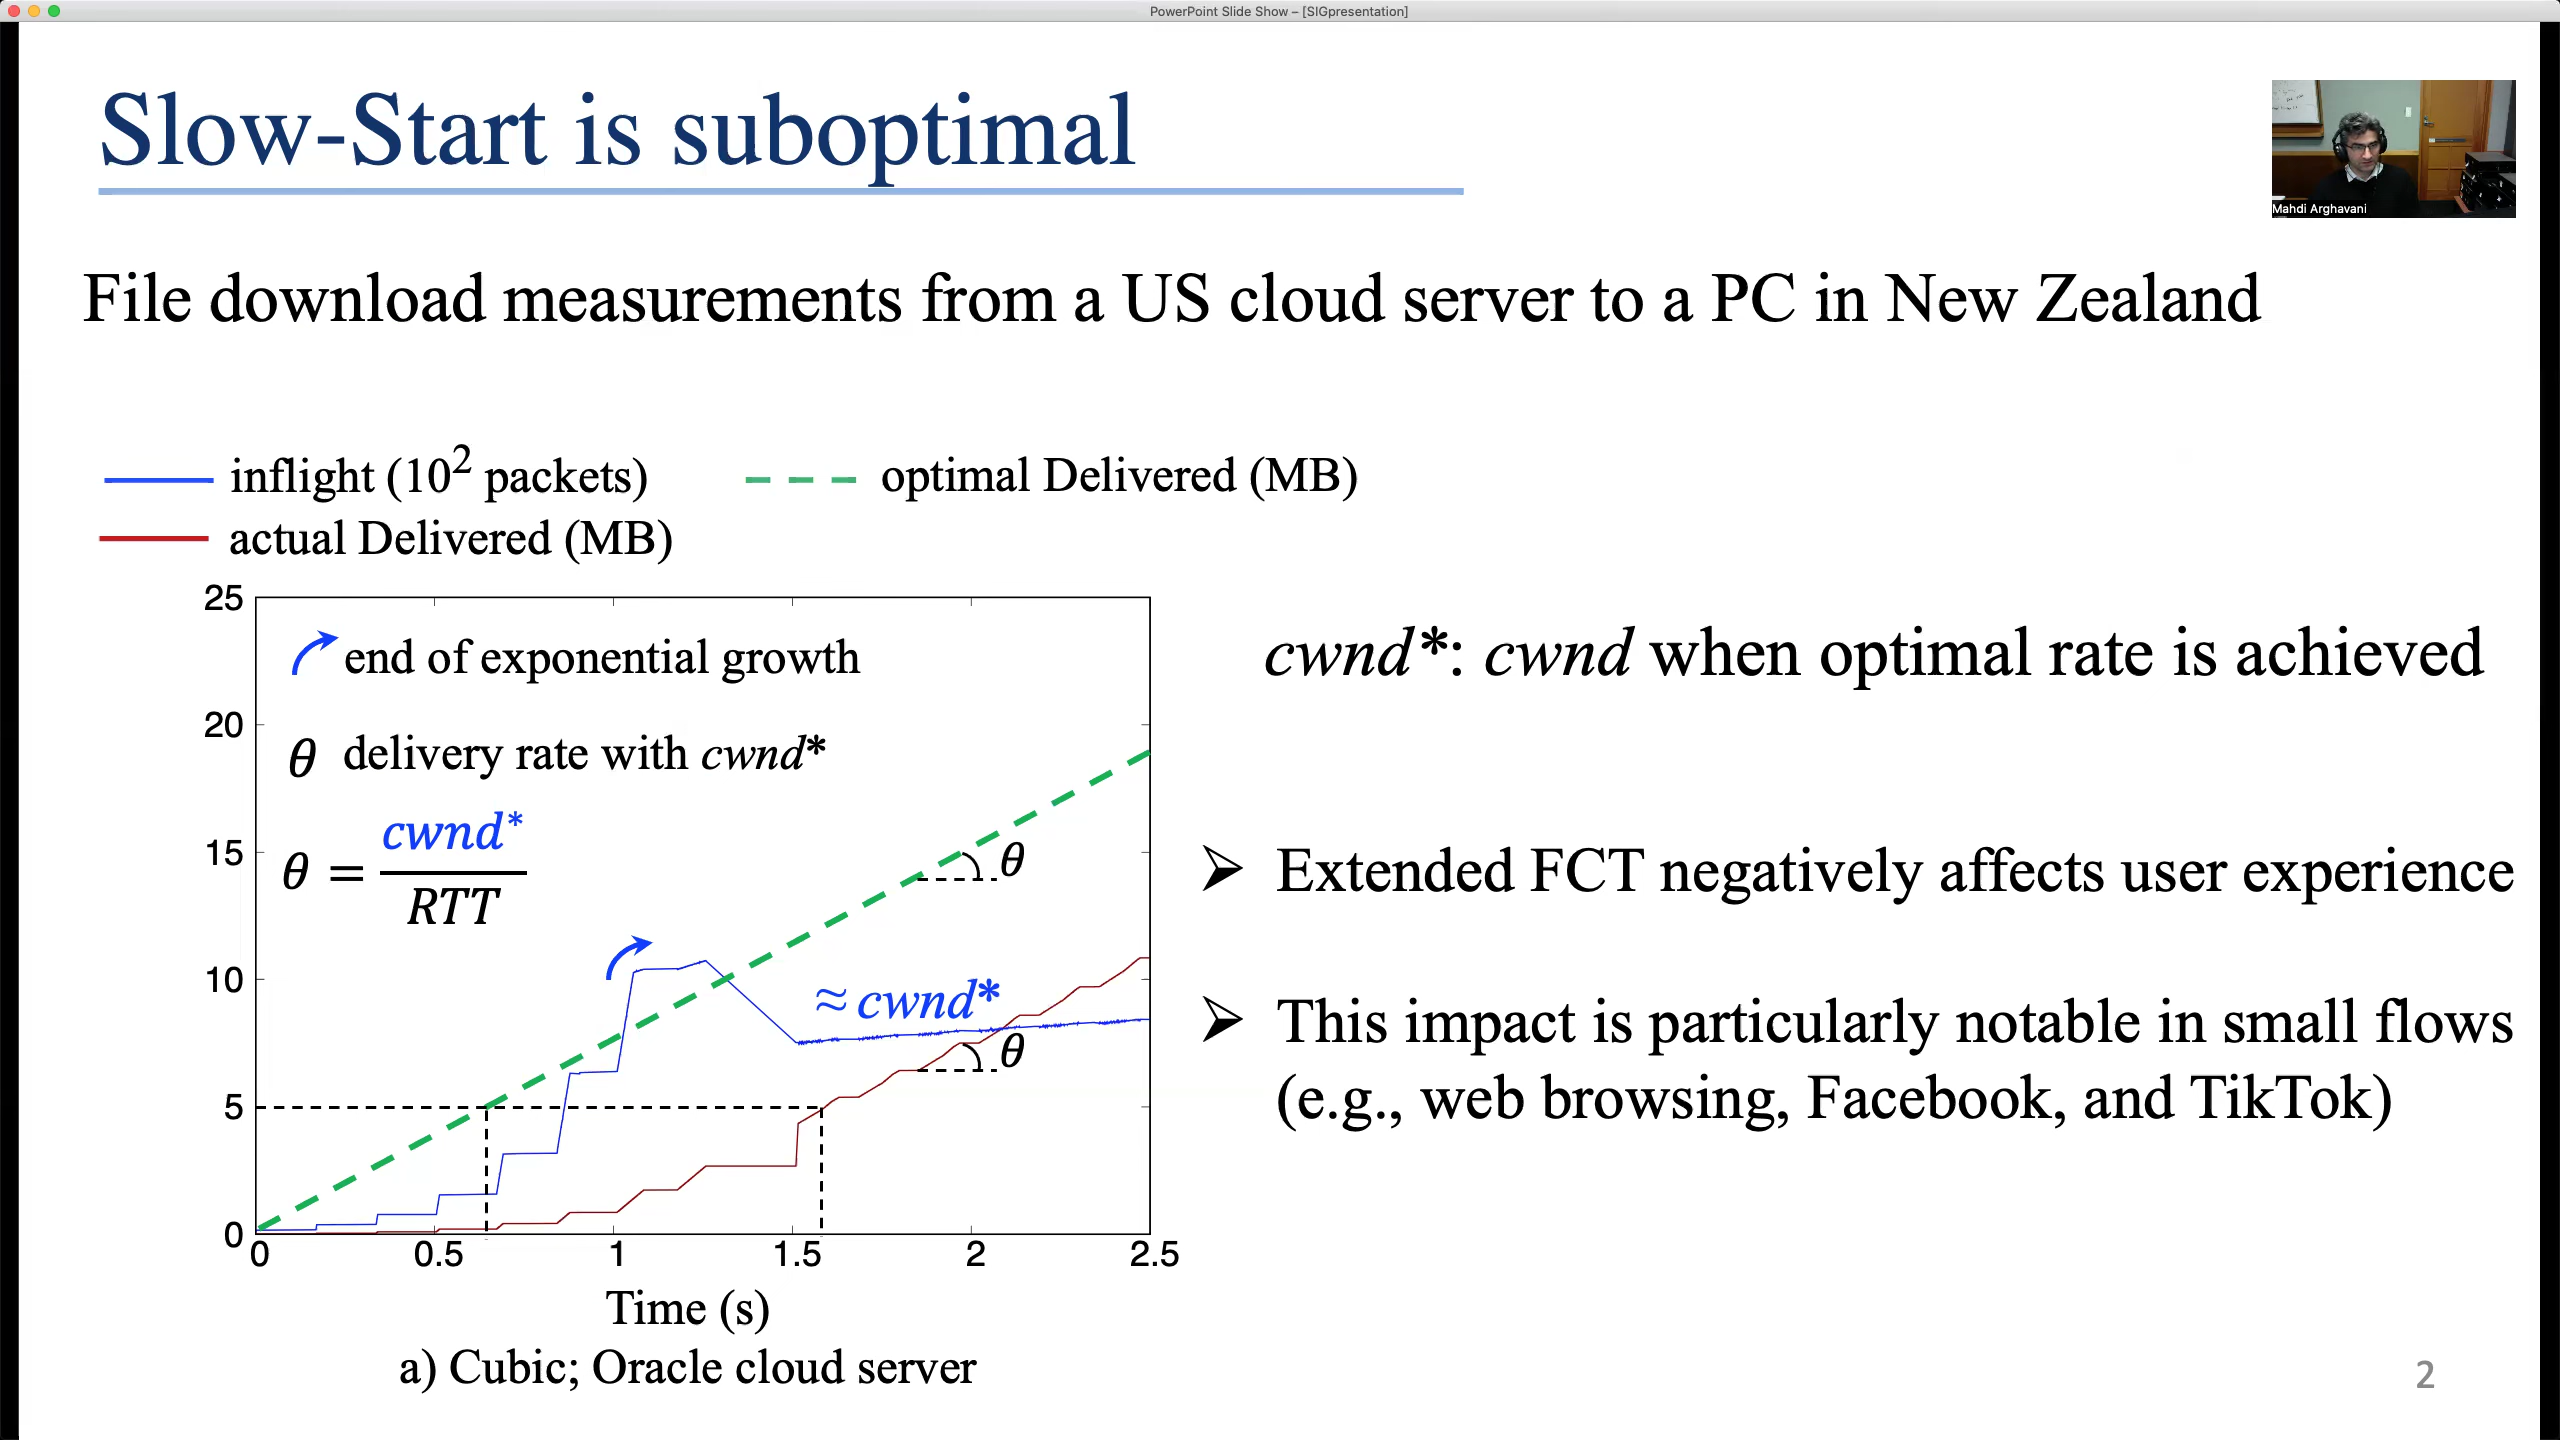 PowerPoint Slide Show – [SIGpresentation]
Slow-Start is suboptimal
Mahdi Arghavani
File download measurements from a US cloud server to a PC in New Zealand
inflight (10² packets)
optimal Delivered (MB)
actual Delivered (MB)
25
20
15
10
5
0
end of exponential growth
θ delivery rate with cwnd*
θ = cwnd* / RTT
θ
≈ cwnd*
θ
0 0.5 1 1.5 2 2.5
Time (s)
a) Cubic; Oracle cloud server
cwnd*: cwnd when optimal rate is achieved
➢ Extended FCT negatively affects user experience
➢ This impact is particularly notable in small flows
(e.g., web browsing, Facebook, and TikTok)
2